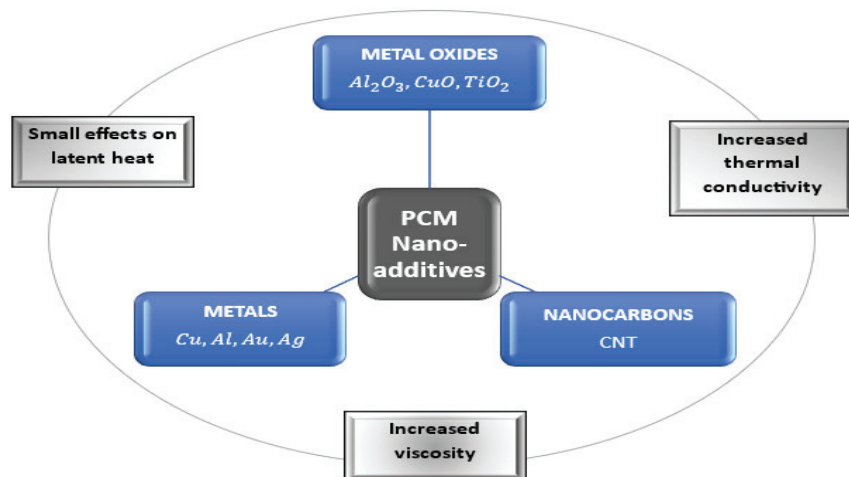 METAL OXIDES
Al₂O₃, CuO, TiO₂
Small effects on
latent heat
Increased
thermal
conductivity
PCM
Nano-
additives
METALS
Cu, Al, Au, Ag
NANOCARBONS
CNT
Increased
viscosity